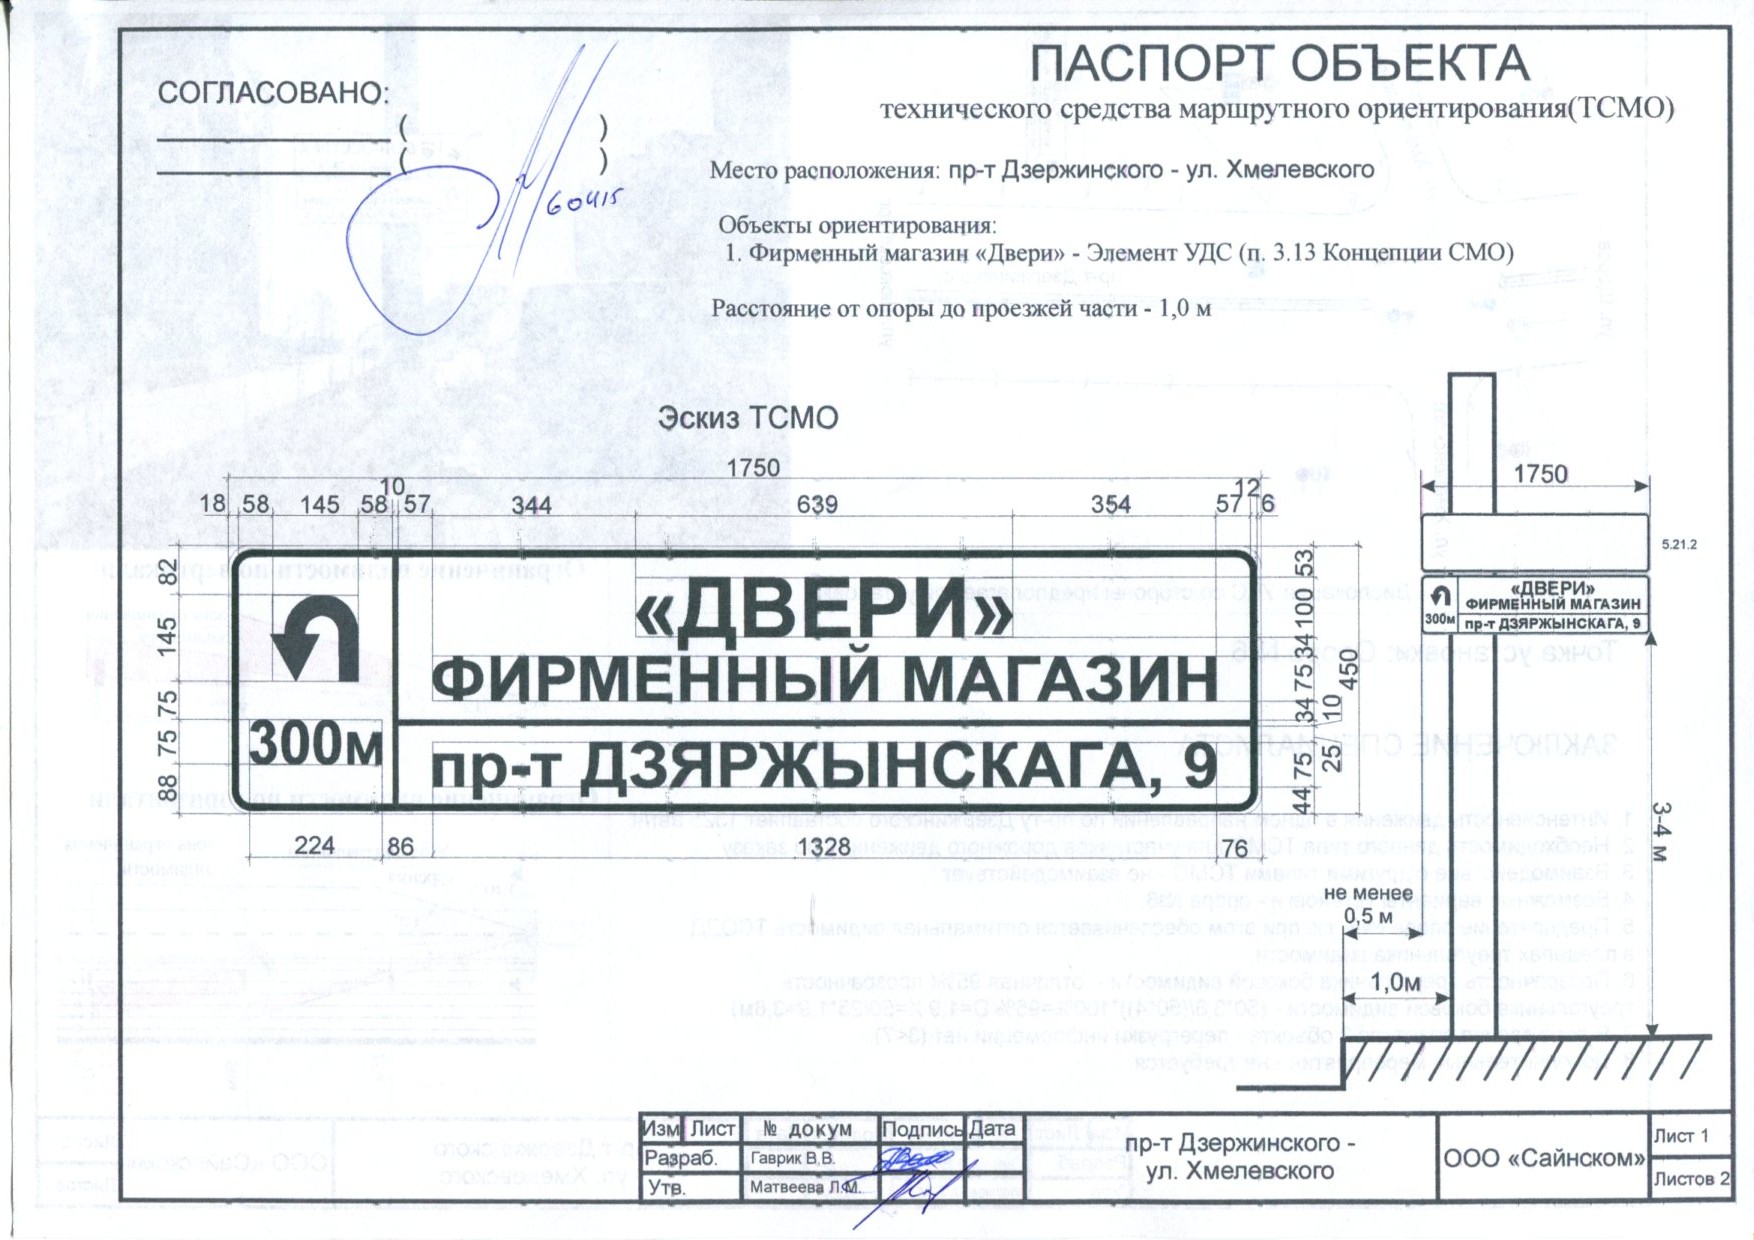 СОГЛАСОВАНО:
( )
( )
60415
ПАСПОРТ ОБЪЕКТА
технического средства маршрутного ориентирования(ТСМО)
Место расположения: пр-т Дзержинского - ул. Хмелевского
Объекты ориентирования:
1. Фирменный магазин «Двери» - Элемент УДС (п. 3.13 Концепции СМО)
Расстояние от опоры до проезжей части - 1,0 м
Эскиз ТСМО
1750
18 58 145 58 10 57 344 639 354 57 12 6
82 145 75 75 88
«ДВЕРИ»
ФИРМЕННЫЙ МАГАЗИН
300м
пр-т ДЗЯРЖЫНСКАГА, 9
53 100 34 75 34 10 25 75 44
450
224 86 1328 76
1750
5.21.2
«ДВЕРИ»
ФИРМЕННЫЙ МАГАЗИН
300м
пр-т ДЗЯРЖЫНСКАГА, 9
3-4 м
не менее
0,5 м
1,0м
Изм Лист № докум Подпись Дата
Разраб. Гаврик В.В.
Утв. Матвеева Л.М.
пр-т Дзержинского -
ул. Хмелевского
ООО «Сайнском»
Лист 1
Листов 2